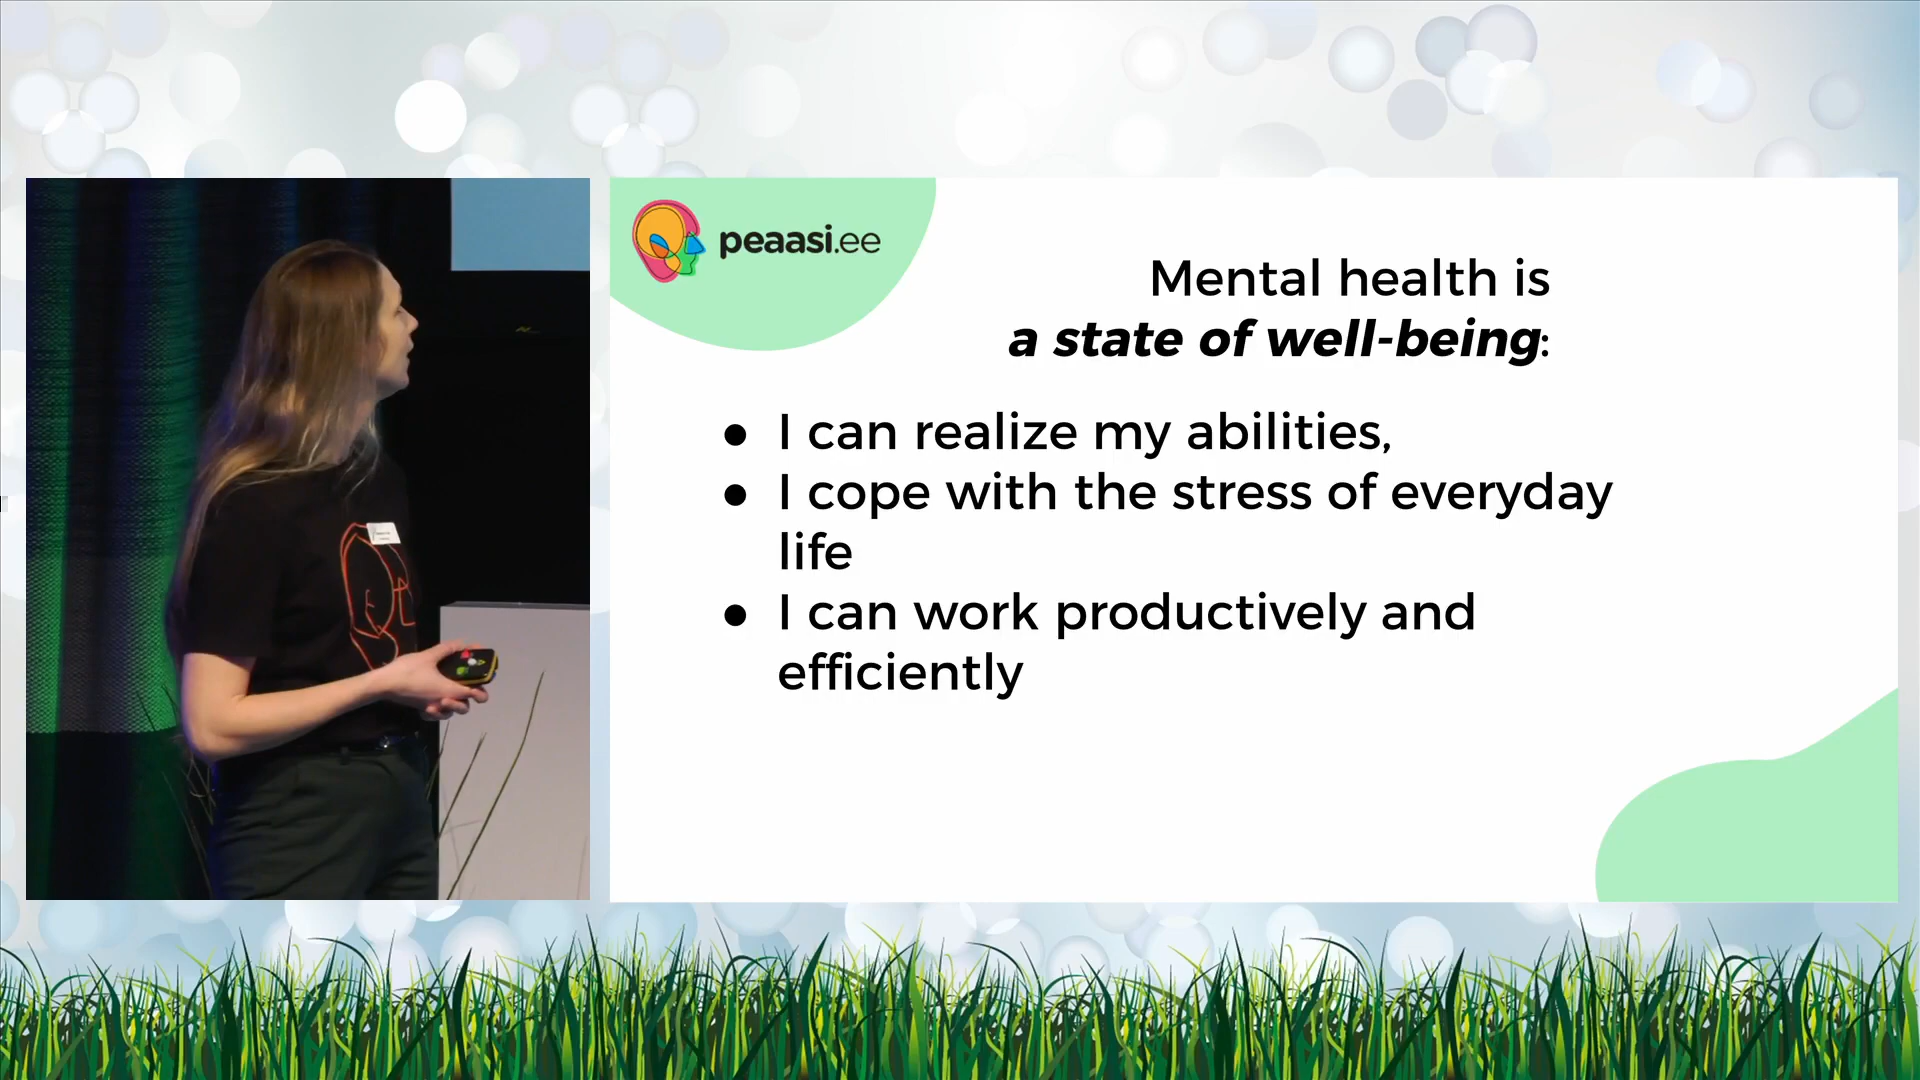 peaasi.ee
Mental health is
a state of well-being:
● I can realize my abilities,
● I cope with the stress of everyday
life
● I can work productively and
efficiently